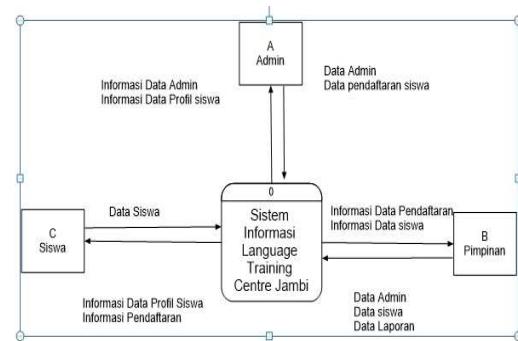 A
Admin
Informasi Data Admin
Informasi Data Profil siswa
Data Admin
Data pendaftaran siswa
0
Sistem
Informasi
Language
Training
Centre Jambi
Data Siswa
C
Siswa
Informasi Data Profil Siswa
Informasi Pendaftaran
Informasi Data Pendaftaran
Informasi Data siswa
B
Pimpinan
Data Admin
Data siswa
Data Laporan